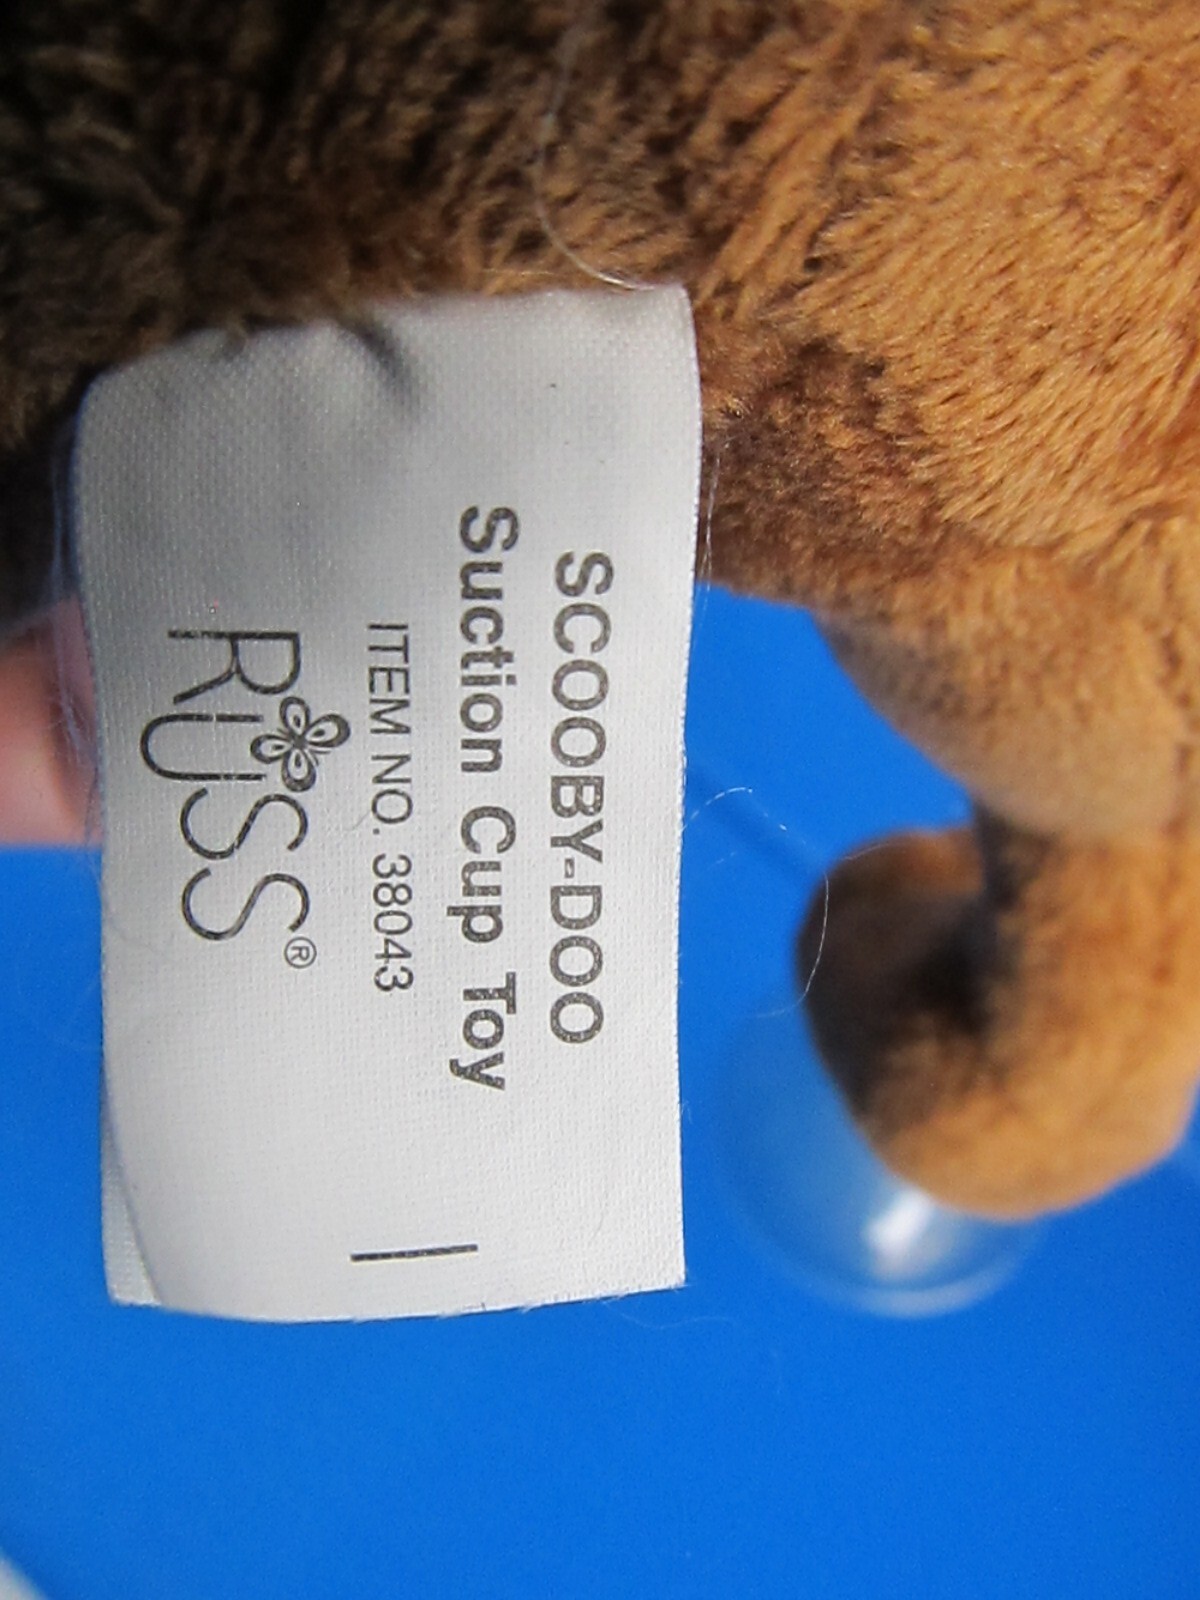 SCOOBY-DOO
Suction Cup Toy
ITEM NO. 38043
RUSS®